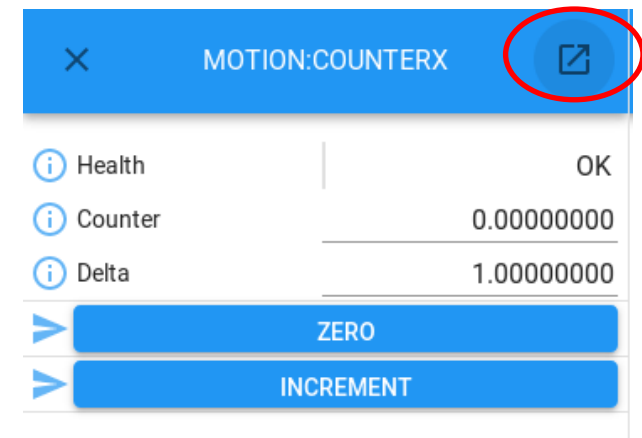 MOTION:COUNTERX
Health OK
Counter 0.00000000
Delta 1.00000000
ZERO
INCREMENT